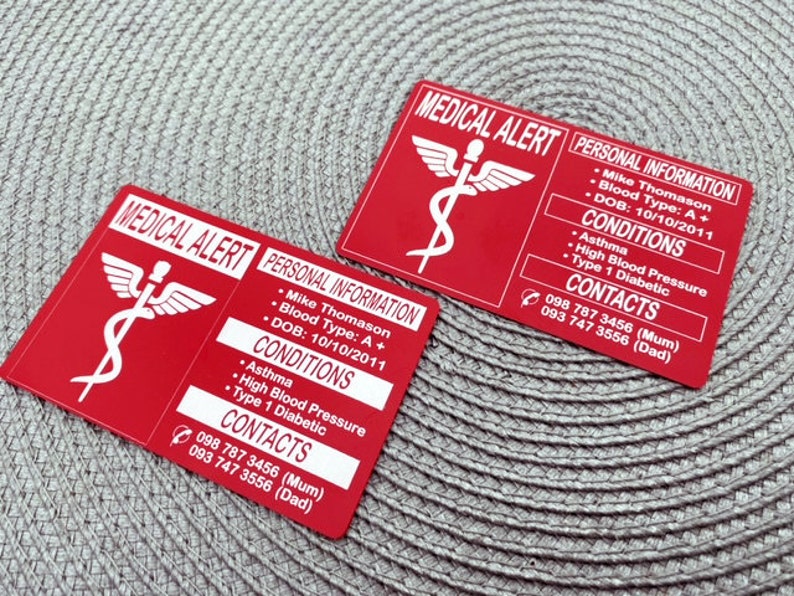 MEDICAL ALERT
PERSONAL INFORMATION
• Mike Thomason
• Blood Type: A +
• DOB: 10/10/2011
CONDITIONS
• Asthma
• High Blood Pressure
• Type 1 Diabetic
CONTACTS
098 787 3456 (Mum)
093 747 3556 (Dad)
MEDICAL ALERT
PERSONAL INFORMATION
• Mike Thomason
• Blood Type: A +
• DOB: 10/10/2011
CONDITIONS
• Asthma
• High Blood Pressure
• Type 1 Diabetic
CONTACTS
098 787 3456 (Mum)
093 747 3556 (Dad)